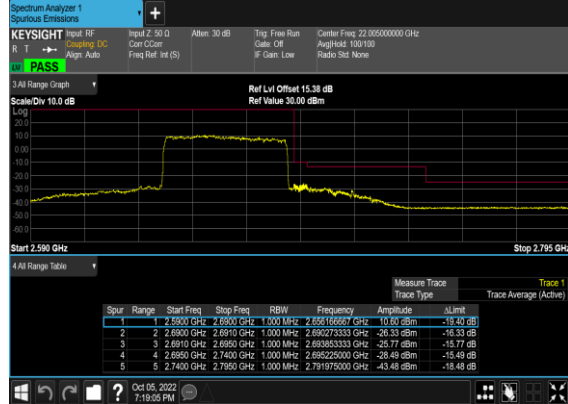 Spectrum Analyzer 1
Spurious Emissions
+
KEYSIGHT Input: RF Input Z: 50 Ω Atten: 30 dB Trig: Free Run Center Freq: 22.005000000 GHz
R T Coupling: DC Corr CCorr Gate: Off Avg|Hold: 100/100
Align: Auto Freq Ref: Int (S) IF Gain: Low Radio Std: None
PASS
3 All Range Graph
Ref Lvl Offset 15.38 dB
Scale/Div 10.0 dB Ref Value 30.00 dBm
Log
20.0
10.0
0.00
-10.0
-20.0
-30.0
-40.0
-50.0
-60.0
Start 2.590 GHz Stop 2.795 GHz
4 All Range Table
Measure Trace Trace 1
Trace Type Trace Average (Active)
Spur Range Start Freq Stop Freq RBW Frequency Amplitude ΔLimit
1 1 2.5900 GHz 2.6900 GHz 1.000 MHz 2.656166667 GHz 10.60 dBm -19.40 dB
2 2 2.6900 GHz 2.6910 GHz 1.000 MHz 2.690273333 GHz -26.33 dBm -16.33 dB
3 3 2.6910 GHz 2.6950 GHz 1.000 MHz 2.693853333 GHz -25.77 dBm -15.77 dB
4 4 2.6950 GHz 2.7400 GHz 1.000 MHz 2.695225000 GHz -28.49 dBm -15.49 dB
5 5 2.7400 GHz 2.7950 GHz 1.000 MHz 2.791975000 GHz -43.48 dBm -18.48 dB
? Oct 05, 2022
7:19:05 PM